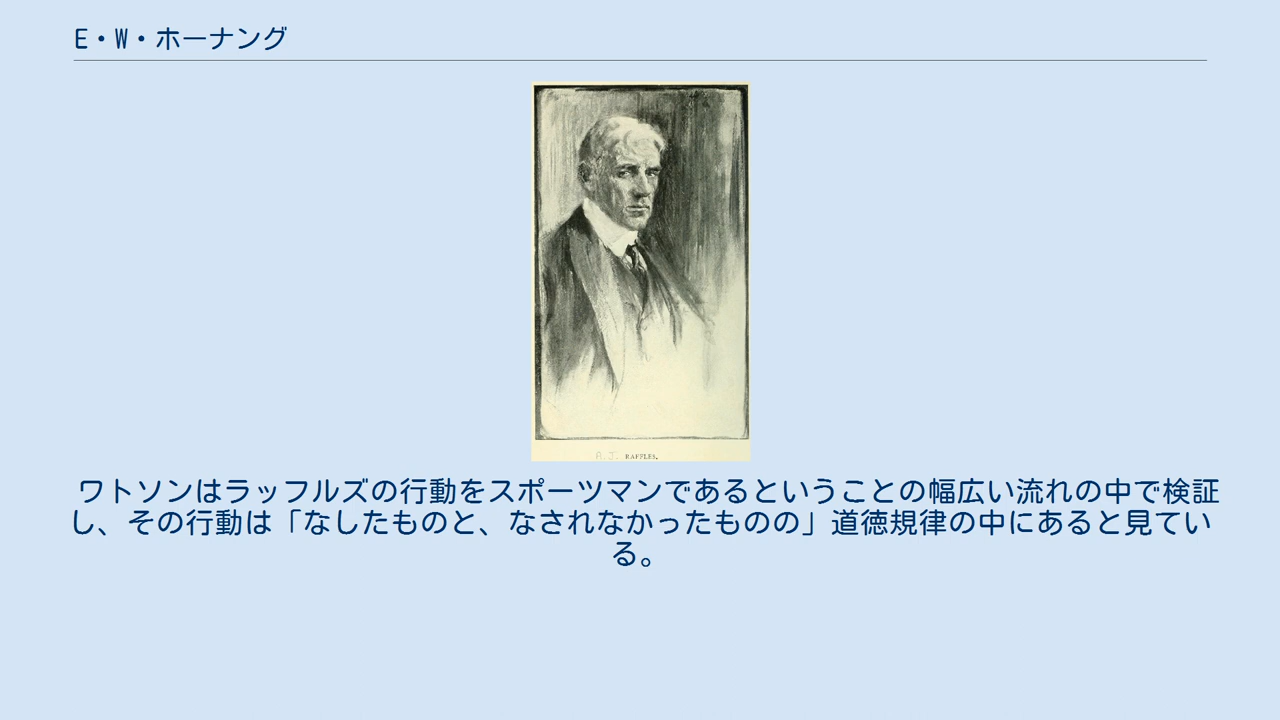 E・W・ホーナング
A.J. RAFFLES.
ワトソンはラッフルズの行動をスポーツマンであるということの幅広い流れの中で検証
し、その行動は「なしたものと、なされなかったものの」道徳規律の中にあると見てい
る。